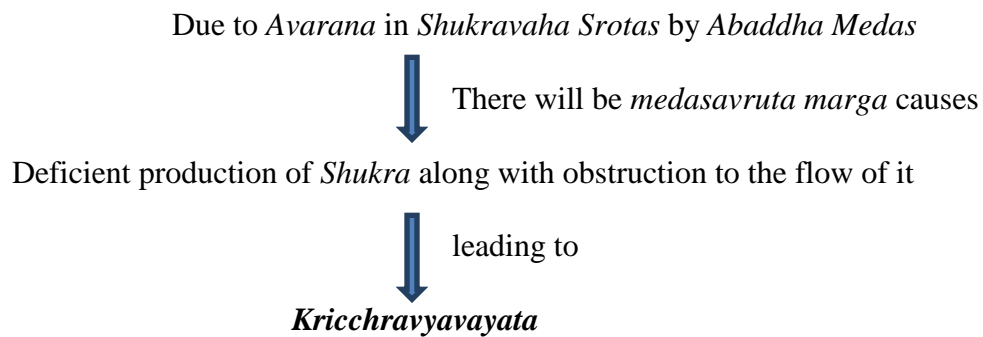 Due to Avarana in Shukravaha Srotas by Abaddha Medas
There will be medasavruta marga causes
Deficient production of Shukra along with obstruction to the flow of it
leading to
Kricchravyavayata